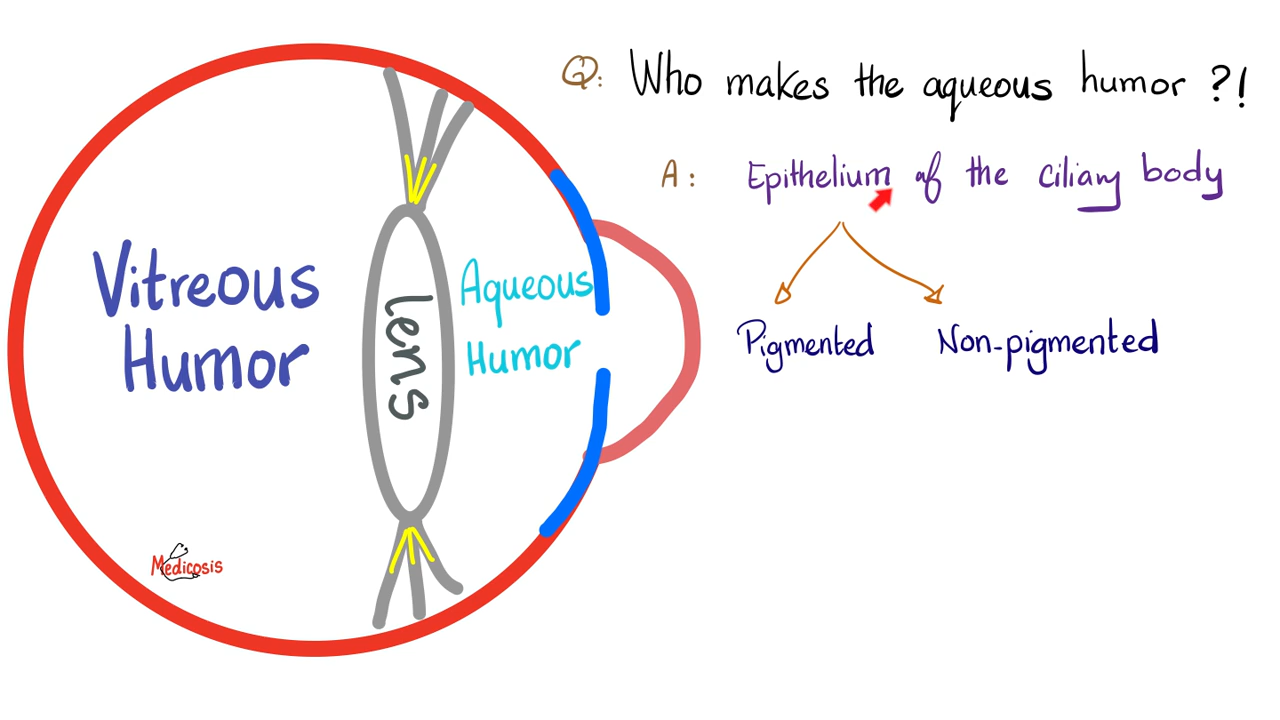 Q: Who makes the aqueous humor ?!
A: Epithelium of the ciliary body
Pigmented Non-pigmented
Vitreous
Humor
lens
Aqueous
Humor
Medicosis